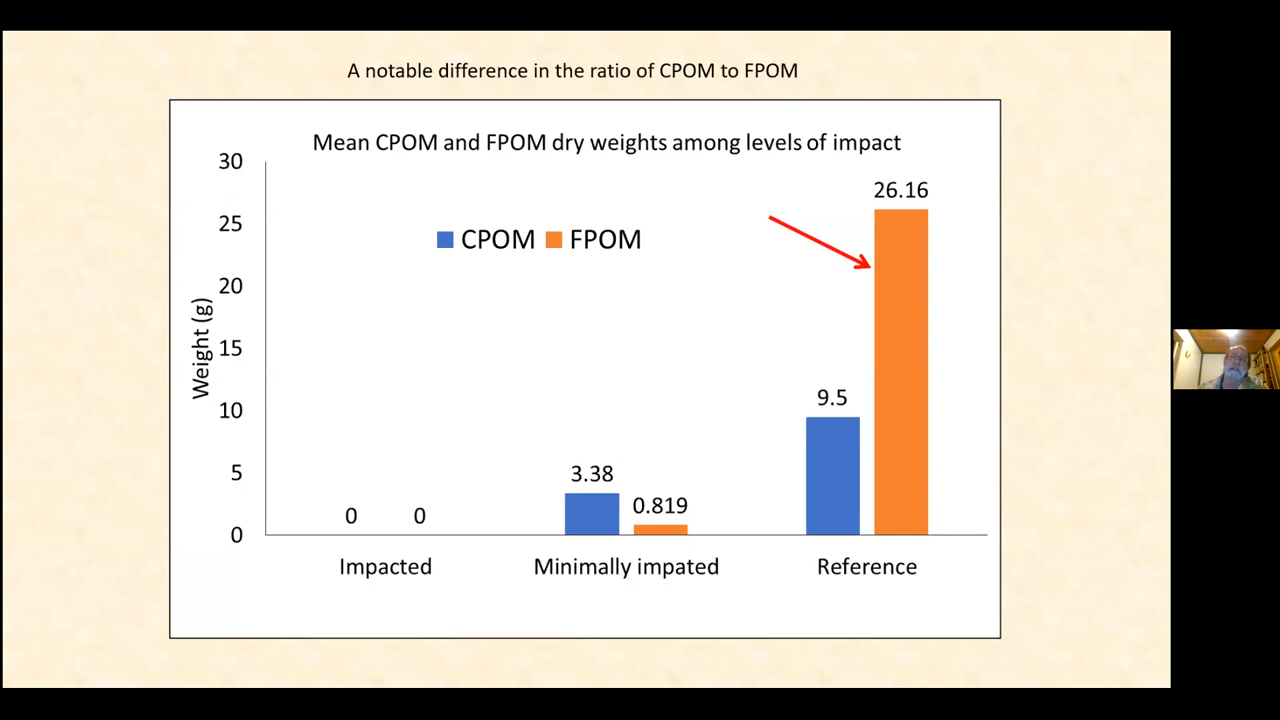 A notable difference in the ratio of CPOM to FPOM
Mean CPOM and FPOM dry weights among levels of impact
30
25
20
15
10
5
0
Weight (g)
CPOM FPOM
0 0
3.38 0.819
9.5 26.16
Impacted Minimally impated Reference